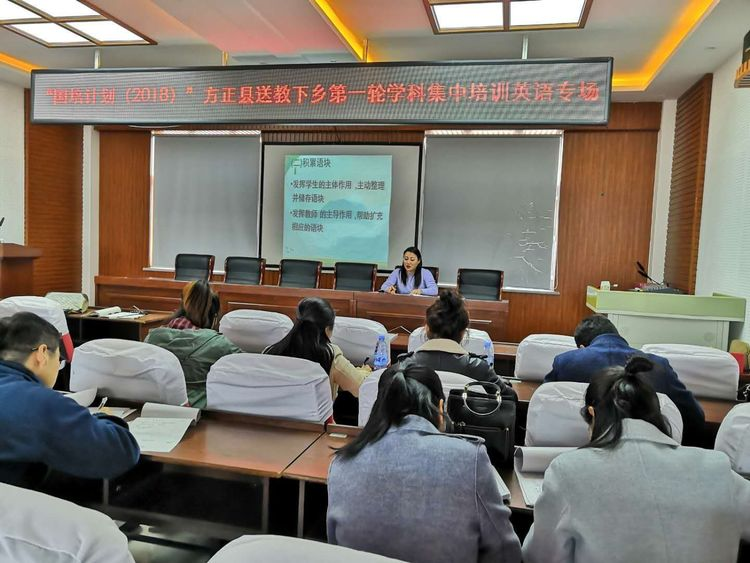 “国培计划（2018）”方正县送教下乡第一轮学科集中培训英语专场
(二)积累语块
•发挥学生的主体作用，主动整理
并储存语块
•发挥教师的主导作用，帮助扩充
相应的语块